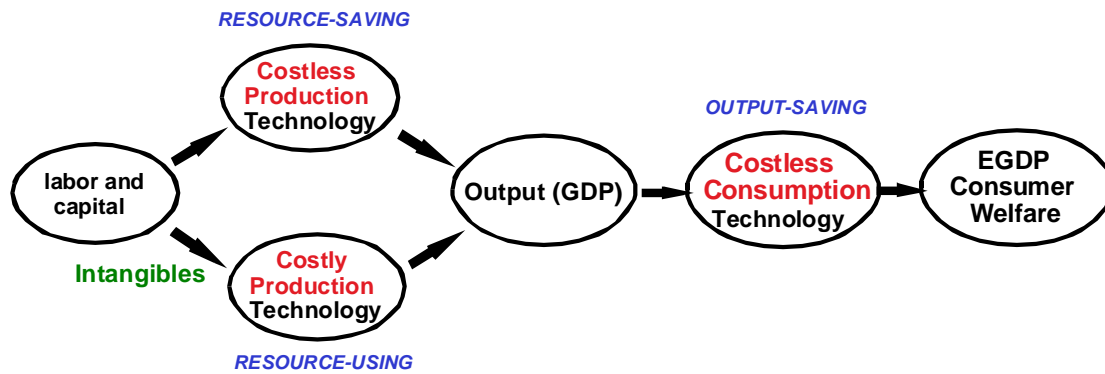 RESOURCE-SAVING
Costless
Production
Technology
labor and
capital
Intangibles
Costly
Production
Technology
RESOURCE-USING
Output (GDP)
OUTPUT-SAVING
Costless
Consumption
Technology
EGDP
Consumer
Welfare